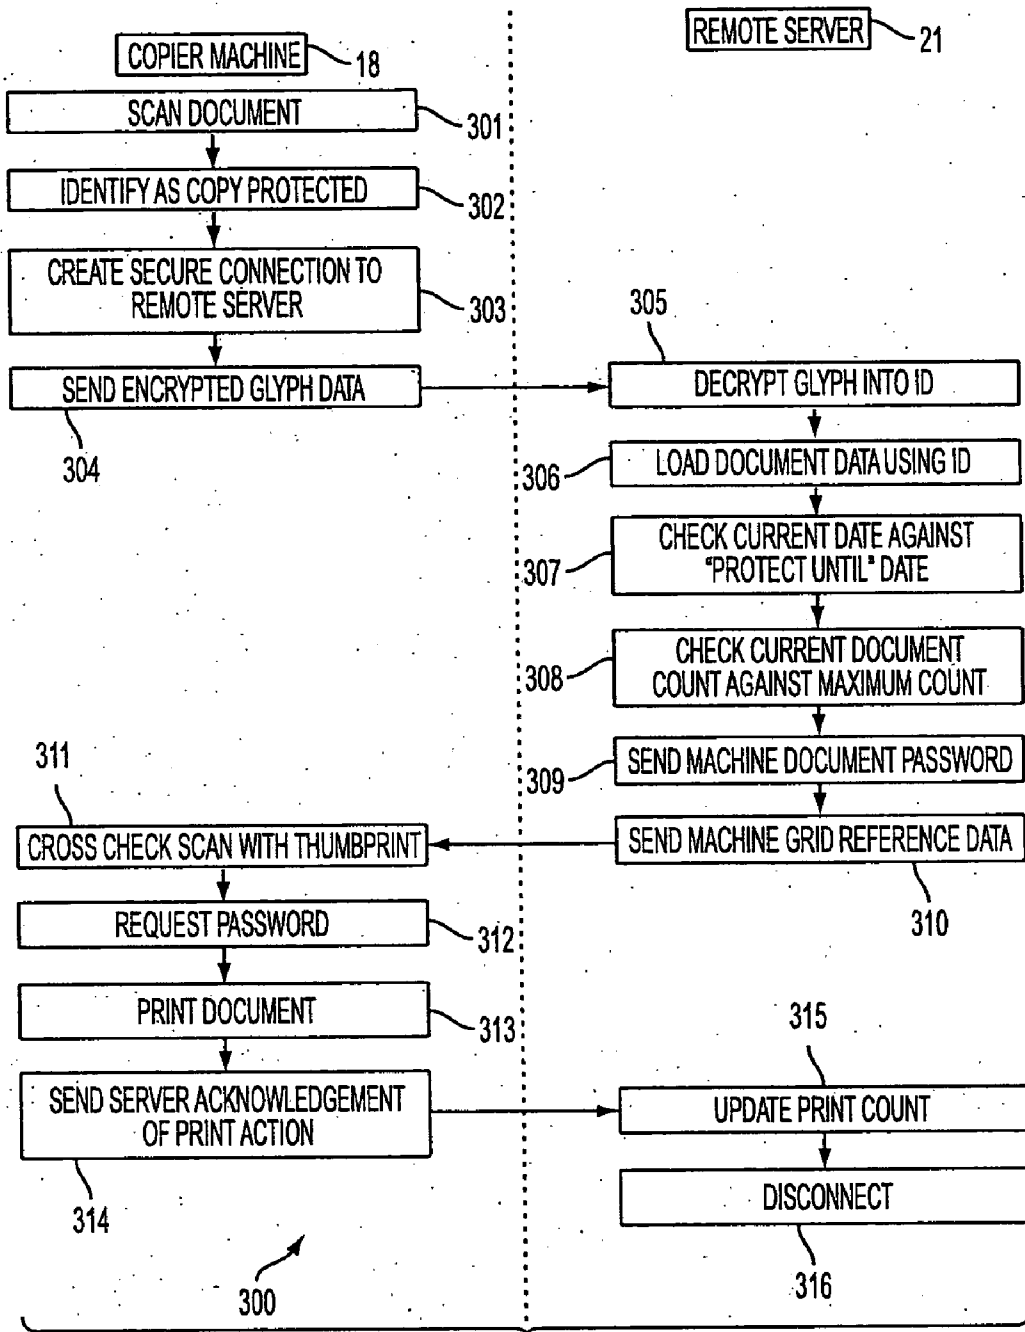 COPIER MACHINE
18
REMOTE SERVER
21
SCAN DOCUMENT
301
IDENTIFY AS COPY PROTECTED
302
CREATE SECURE CONNECTION TO
REMOTE SERVER
303
SEND ENCRYPTED GLYPH DATA
304
305
DECRYPT GLYPH INTO ID
LOAD DOCUMENT DATA USING ID
306
CHECK CURRENT DATE AGAINST
"PROTECT UNTIL" DATE
307
CHECK CURRENT DOCUMENT
COUNT AGAINST MAXIMUM COUNT
308
SEND MACHINE DOCUMENT PASSWORD
309
SEND MACHINE GRID REFERENCE DATA
310
311
CROSS CHECK SCAN WITH THUMBPRINT
REQUEST PASSWORD
312
PRINT DOCUMENT
313
SEND SERVER ACKNOWLEDGEMENT
OF PRINT ACTION
314
315
UPDATE PRINT COUNT
DISCONNECT
316
300